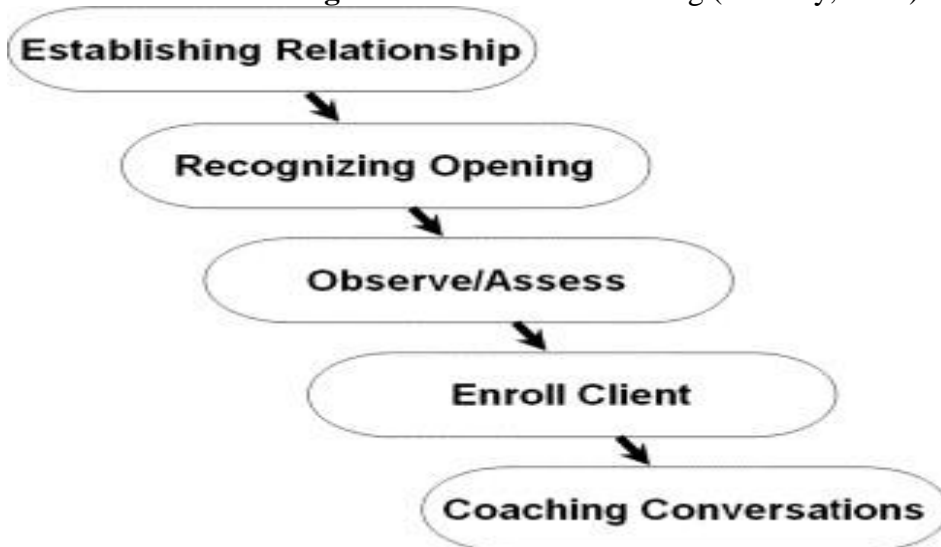 Establishing Relationship
Recognizing Opening
Observe/Assess
Enroll Client
Coaching Conversations